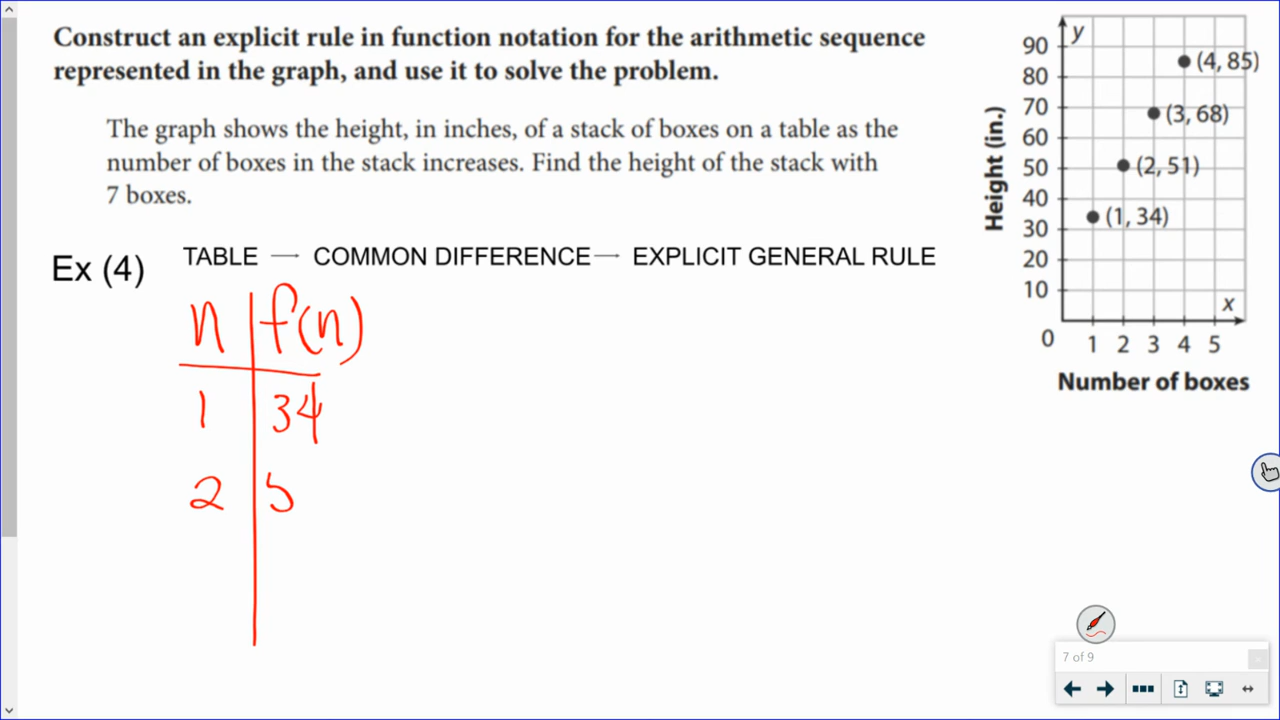 Construct an explicit rule in function notation for the arithmetic sequence
represented in the graph, and use it to solve the problem.
The graph shows the height, in inches, of a stack of boxes on a table as the
number of boxes in the stack increases. Find the height of the stack with
7 boxes.
Ex (4) TABLE → COMMON DIFFERENCE → EXPLICIT GENERAL RULE
n f(n)
1 34
2 5
y
90
(4, 85)
80
70
(3, 68)
60
50
(2, 51)
40
(1, 34)
30
20
10
x
0 1 2 3 4 5
Height (in.)
Number of boxes
7 of 9